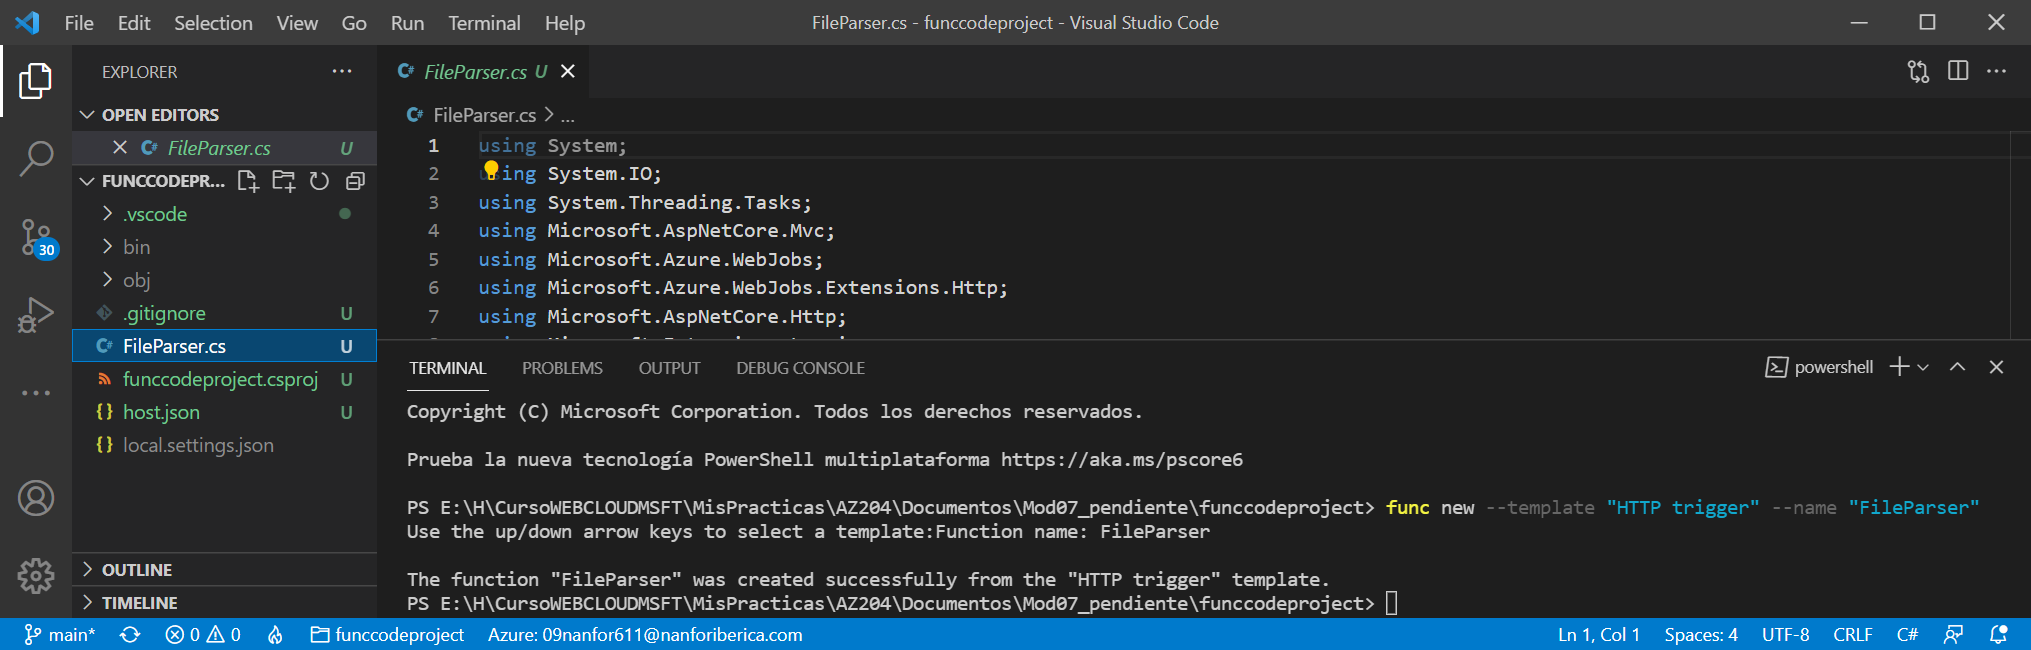 File Edit Selection View Go Run Terminal Help FileParser.cs - funccodeproject - Visual Studio Code
EXPLORER
OPEN EDITORS
FileParser.cs U
FUNCCODEPR...
.vscode
bin
obj
.gitignore U
FileParser.cs U
funccodeproject.csproj U
host.json U
local.settings.json
OUTLINE
TIMELINE
30
FileParser.cs U
FileParser.cs > ...
1 using System;
2 using System.IO;
3 using System.Threading.Tasks;
4 using Microsoft.AspNetCore.Mvc;
5 using Microsoft.Azure.WebJobs;
6 using Microsoft.Azure.WebJobs.Extensions.Http;
7 using Microsoft.AspNetCore.Http;
TERMINAL PROBLEMS OUTPUT DEBUG CONSOLE powershell
Copyright (C) Microsoft Corporation. Todos los derechos reservados.
Prueba la nueva tecnología PowerShell multiplataforma https://aka.ms/pscore6
PS E:\H\CursoWEBCLOUDMSFT\MisPracticas\AZ204\Documentos\Mod07_pendiente\funccodeproject> func new --template "HTTP trigger" --name "FileParser"
Use the up/down arrow keys to select a template:Function name: FileParser
The function "FileParser" was created successfully from the "HTTP trigger" template.
PS E:\H\CursoWEBCLOUDMSFT\MisPracticas\AZ204\Documentos\Mod07_pendiente\funccodeproject>
main* 0 0 funccodeproject Azure: 09nanfor611@nanforiberica.com Ln 1, Col 1 Spaces: 4 UTF-8 CRLF C#